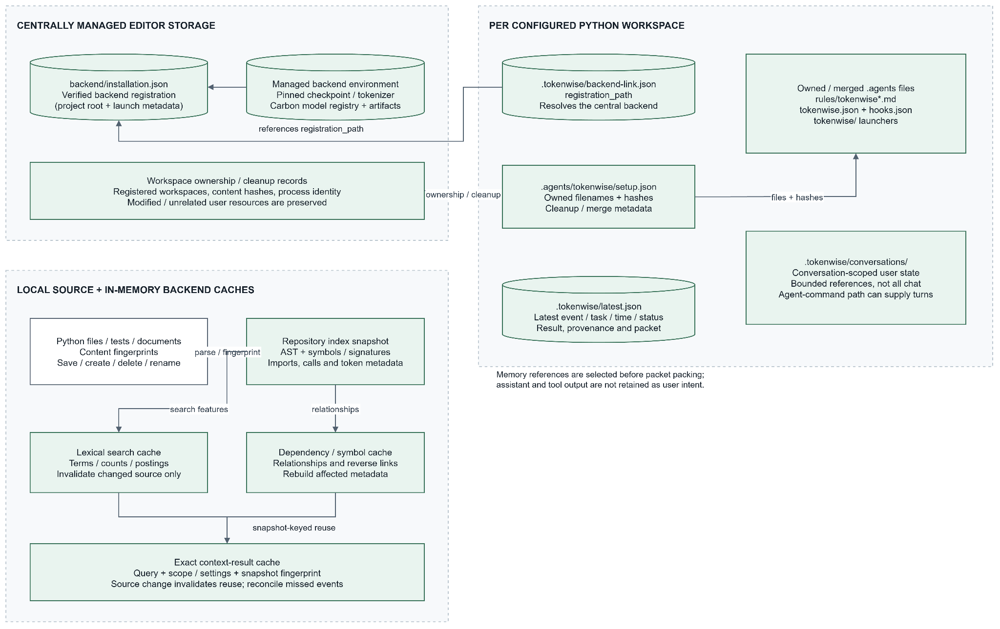 CENTRALLY MANAGED EDITOR STORAGE
backend/installation.json
Verified backend registration
(project root + launch metadata)
Managed backend environment
Pinned checkpoint / tokenizer
Carbon model registry + artifacts
references registration_path
Workspace ownership / cleanup records
Registered workspaces, content hashes, process identity
Modified / unrelated user resources are preserved
ownership / cleanup
PER CONFIGURED PYTHON WORKSPACE
.tokenwise/backend-link.json
registration_path
Resolves the central backend
Owned / merged .agents files
rules/tokenwise*.md
tokenwise.json + hooks.json
tokenwise/ launchers
.agents/tokenwise/setup.json
Owned filenames + hashes
Cleanup / merge metadata
files + hashes
.tokenwise/conversations/
Conversation-scoped user state
Bounded references, not all chat
Agent-command path can supply turns
.tokenwise/latest.json
Latest event / task / time / status
Result, provenance and packet
Memory references are selected before packet packing;
assistant and tool output are not retained as user intent.
LOCAL SOURCE + IN-MEMORY BACKEND CACHES
Python files / tests / documents
Content fingerprints
Save / create / delete / rename
parse / fingerprint
Repository index snapshot
AST + symbols / signatures
Imports, calls and token metadata
search features
relationships
Lexical search cache
Terms / counts / postings
Invalidate changed source only
Dependency / symbol cache
Relationships and reverse links
Rebuild affected metadata
snapshot-keyed reuse
Exact context-result cache
Query + scope / settings + snapshot fingerprint
Source change invalidates reuse; reconcile missed events